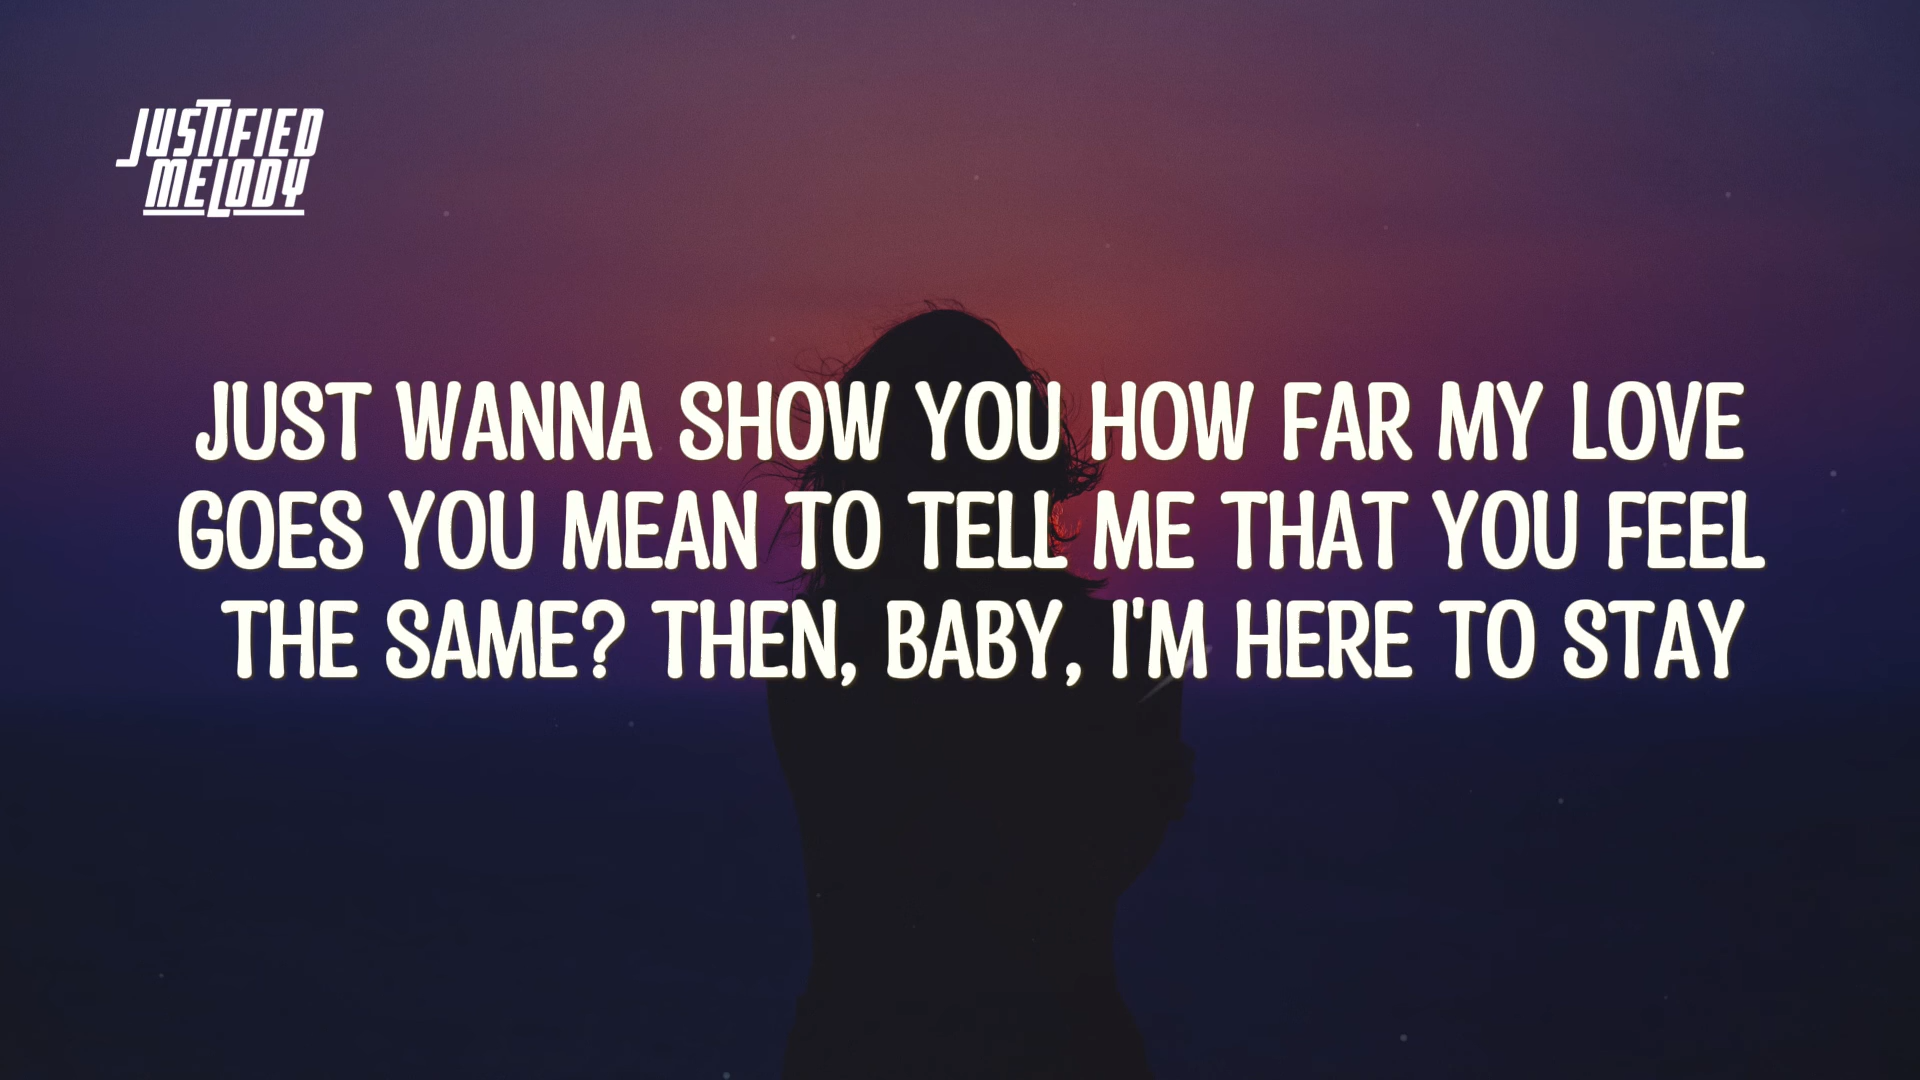 JUSTIFIED
MELODY
JUST WANNA SHOW YOU HOW FAR MY LOVE
GOES YOU MEAN TO TELL ME THAT YOU FEEL
THE SAME? THEN, BABY, I'M HERE TO STAY